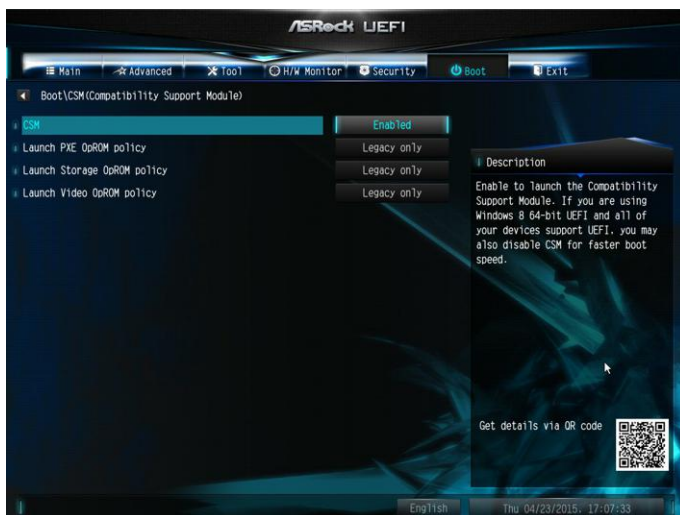 ASRock UEFI
Main Advanced Tool H/W Monitor Security Boot Exit
Boot\CSM(Compatibility Support Module)
CSM Enabled
Launch PXE OpROM policy Legacy only
Launch Storage OpROM policy Legacy only
Launch Video OpROM policy Legacy only
Description
Enable to launch the Compatibility
Support Module. If you are using
Windows 8 64-bit UEFI and all of
your devices support UEFI. you may
also disable CSM for faster boot
speed.
Get details via QR code
English Thu 04/23/2015. 17:07:33